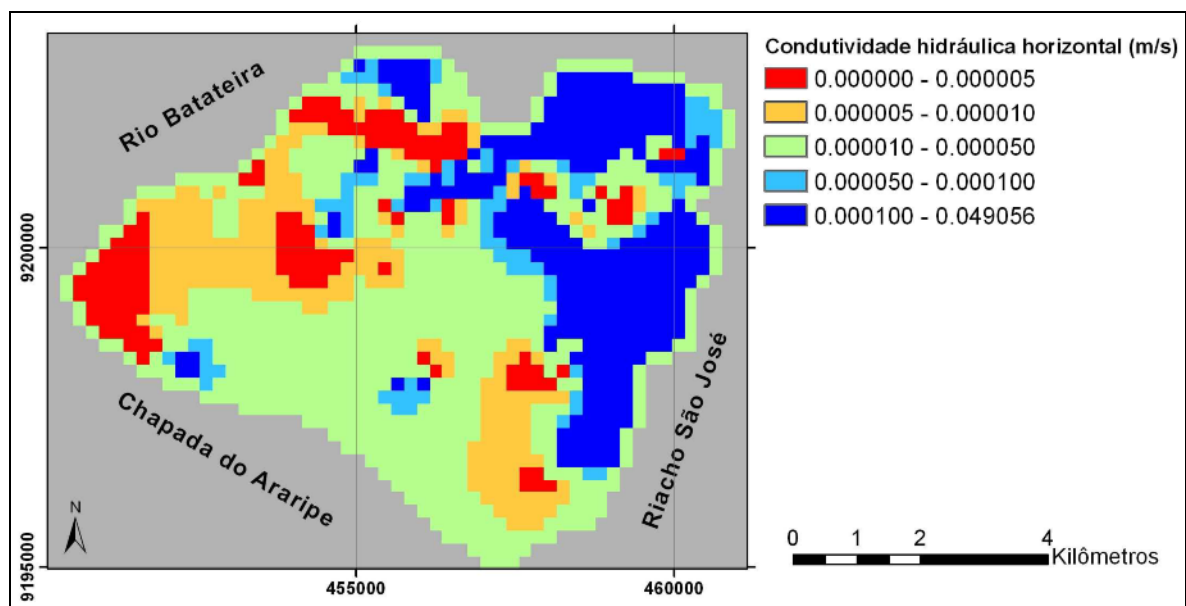 Condutividade hidráulica horizontal (m/s)
0.000000 - 0.000005
0.000005 - 0.000010
0.000010 - 0.000050
0.000050 - 0.000100
0.000100 - 0.049056
Rio Batateira
Chapada do Araripe
Riacho São José
N
9200000
9195000
455000
460000
0 1 2 4
Kilômetros